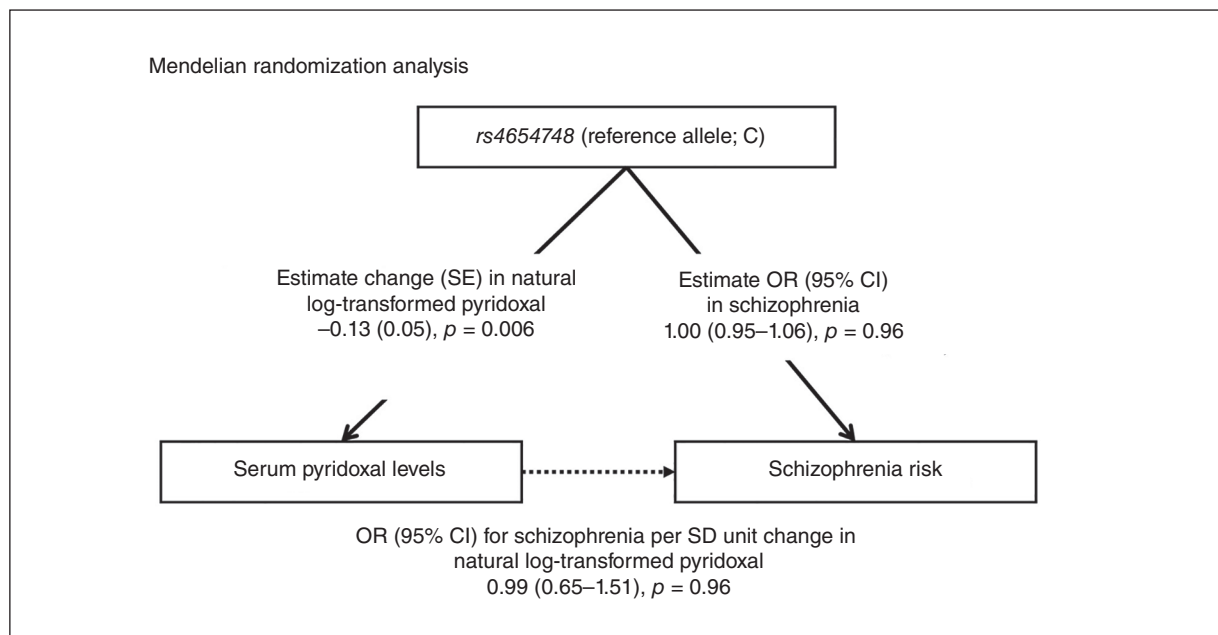 Mendelian randomization analysis
rs4654748 (reference allele; C)
Estimate change (SE) in natural
log-transformed pyridoxal
–0.13 (0.05), p = 0.006
Estimate OR (95% CI)
in schizophrenia
1.00 (0.95–1.06), p = 0.96
Serum pyridoxal levels
Schizophrenia risk
OR (95% CI) for schizophrenia per SD unit change in
natural log-transformed pyridoxal
0.99 (0.65–1.51), p = 0.96